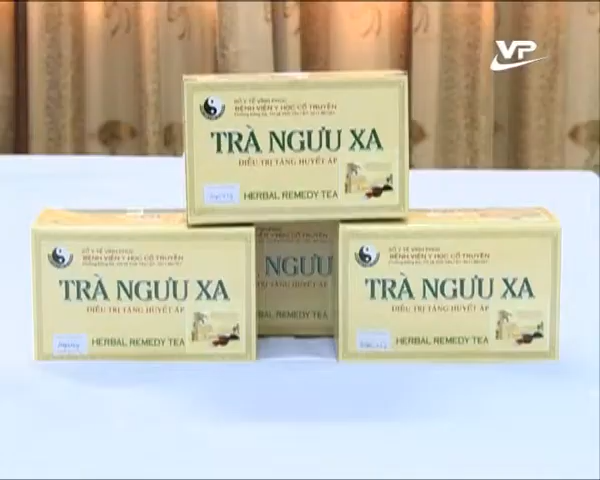 VP
SỞ Y TẾ VĨNH PHÚC
BỆNH VIỆN Y HỌC CỔ TRUYỀN
TRÀ NGƯU XA
ĐIỀU TRỊ TĂNG HUYẾT ÁP
HERBAL REMEDY TEA
SỞ Y TẾ VĨNH PHÚC
BỆNH VIỆN Y HỌC CỔ TRUYỀN
TRÀ NGƯU XA
ĐIỀU TRỊ TĂNG HUYẾT ÁP
HERBAL REMEDY TEA
NGƯU
REMEDY TEA
SỞ Y TẾ VĨNH PHÚC
BỆNH VIỆN Y HỌC CỔ TRUYỀN
TRÀ NGƯU XA
ĐIỀU TRỊ TĂNG HUYẾT ÁP
HERBAL REMEDY TEA